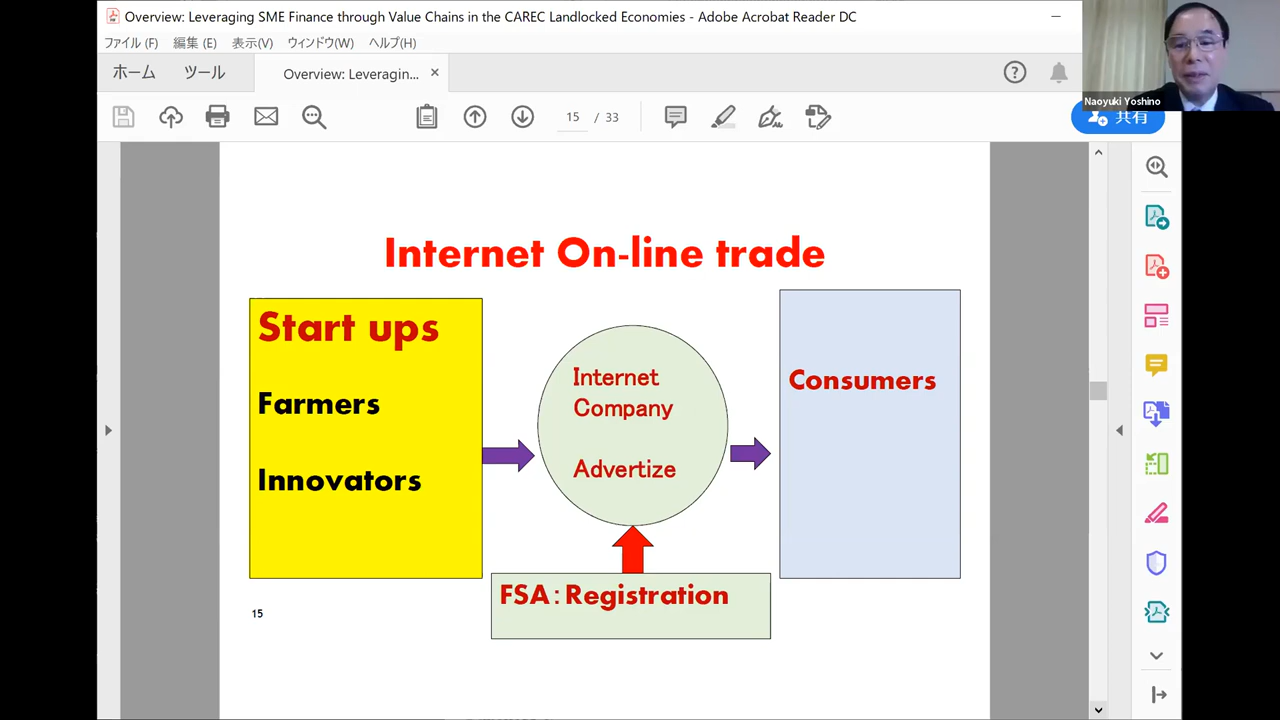 Overview: Leveraging SME Finance through Value Chains in the CAREC Landlocked Economies - Adobe Acrobat Reader DC
ファイル (F) 編集 (E) 表示(V) ウィンドウ(W) ヘルプ(H)
ホーム ツール Overview: Leveragin... ×
15 / 33
Naoyuki Yoshino
共有
Internet On-line trade
Start ups
Farmers
Innovators
Internet
Company
Advertize
Consumers
FSA：Registration
15